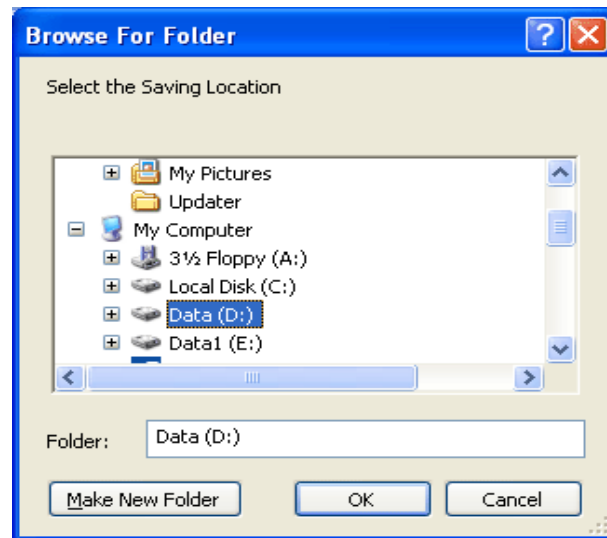 Browse For Folder
Select the Saving Location
My Pictures
Updater
My Computer
3½ Floppy (A:)
Local Disk (C:)
Data (D:)
Data1 (E:)
Folder: Data (D:)
Make New Folder OK Cancel